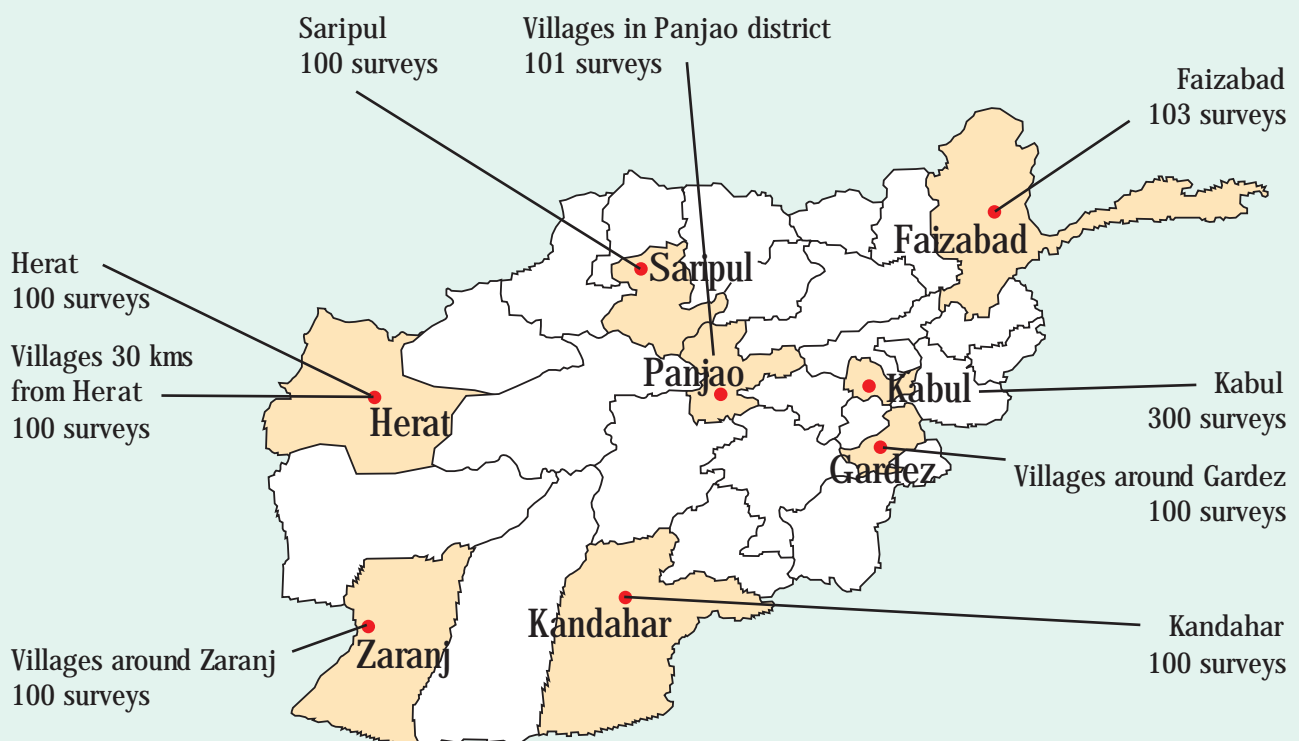 Saripul
100 surveys
Villages in Panjao district
101 surveys
Faizabad
103 surveys
Faizabad
Saripul
Herat
100 surveys
Villages 30 kms
from Herat
100 surveys
Panjao
Kabul
Kabul
300 surveys
Herat
Gardez
Villages around Gardez
100 surveys
Kandahar
Kandahar
100 surveys
Zaranj
Villages around Zaranj
100 surveys